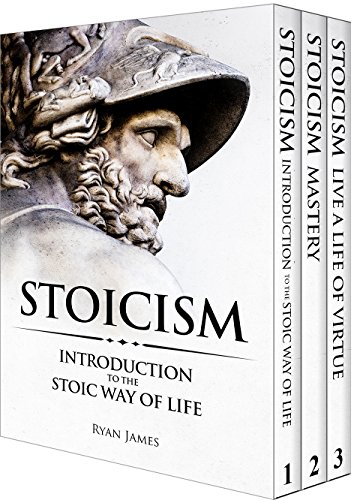 STOICISM
INTRODUCTION
TO THE
STOIC WAY OF LIFE
RYAN JAMES
STOICISM INTRODUCTION TO THE STOIC WAY OF LIFE
1
STOICISM MASTERY
2
STOICISM LIVE A LIFE OF VIRTUE
3